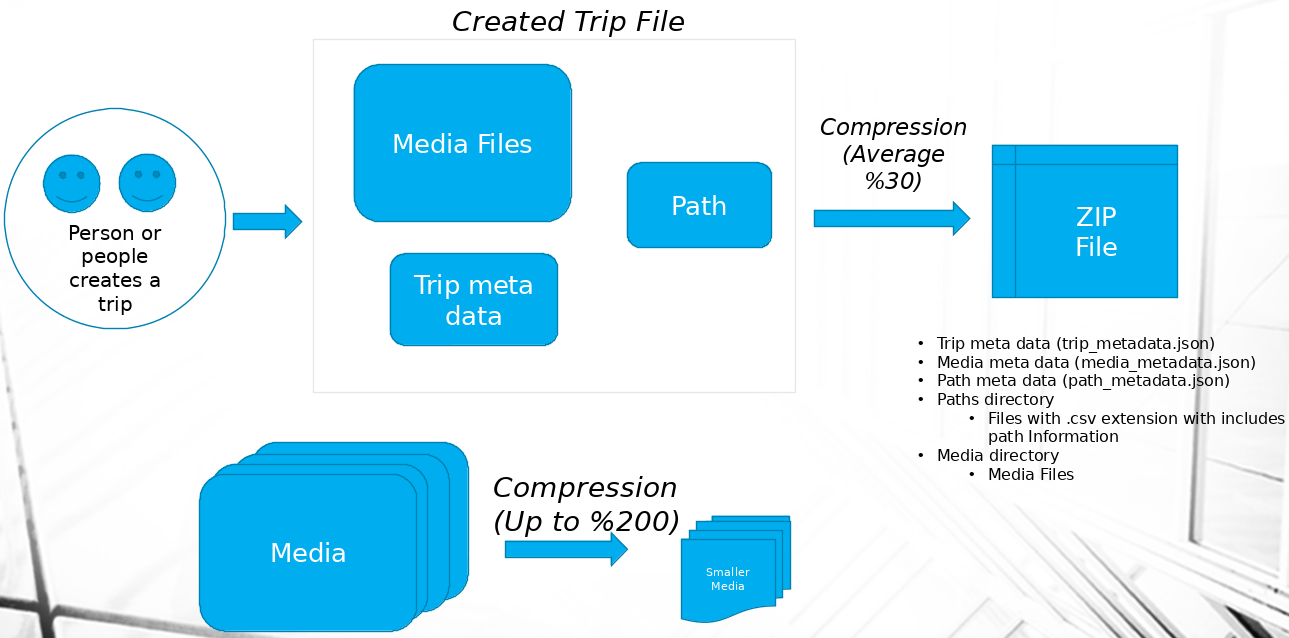 Created Trip File
Media Files
Path
Trip meta
data
Person or
people
creates a
trip
Compression
(Average
%30)
ZIP
File
• Trip meta data (trip_metadata.json)
• Media meta data (media_metadata.json)
• Path meta data (path_metadata.json)
• Paths directory
• Files with .csv extension with includes
path Information
• Media directory
• Media Files
Media
Compression
(Up to %200)
Smaller
Media